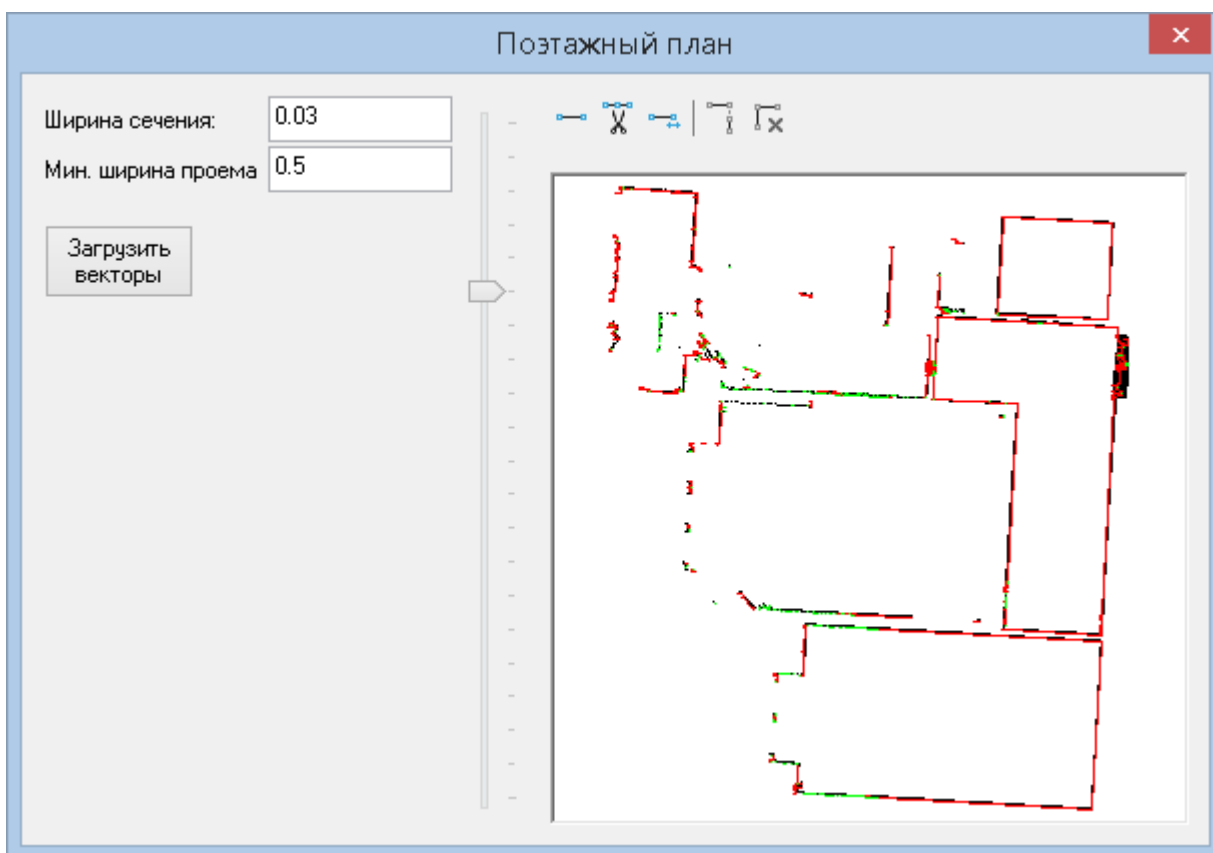 Поэтажный план
Ширина сечения:
0.03
Мин. ширина проема
0.5
Загрузить
векторы